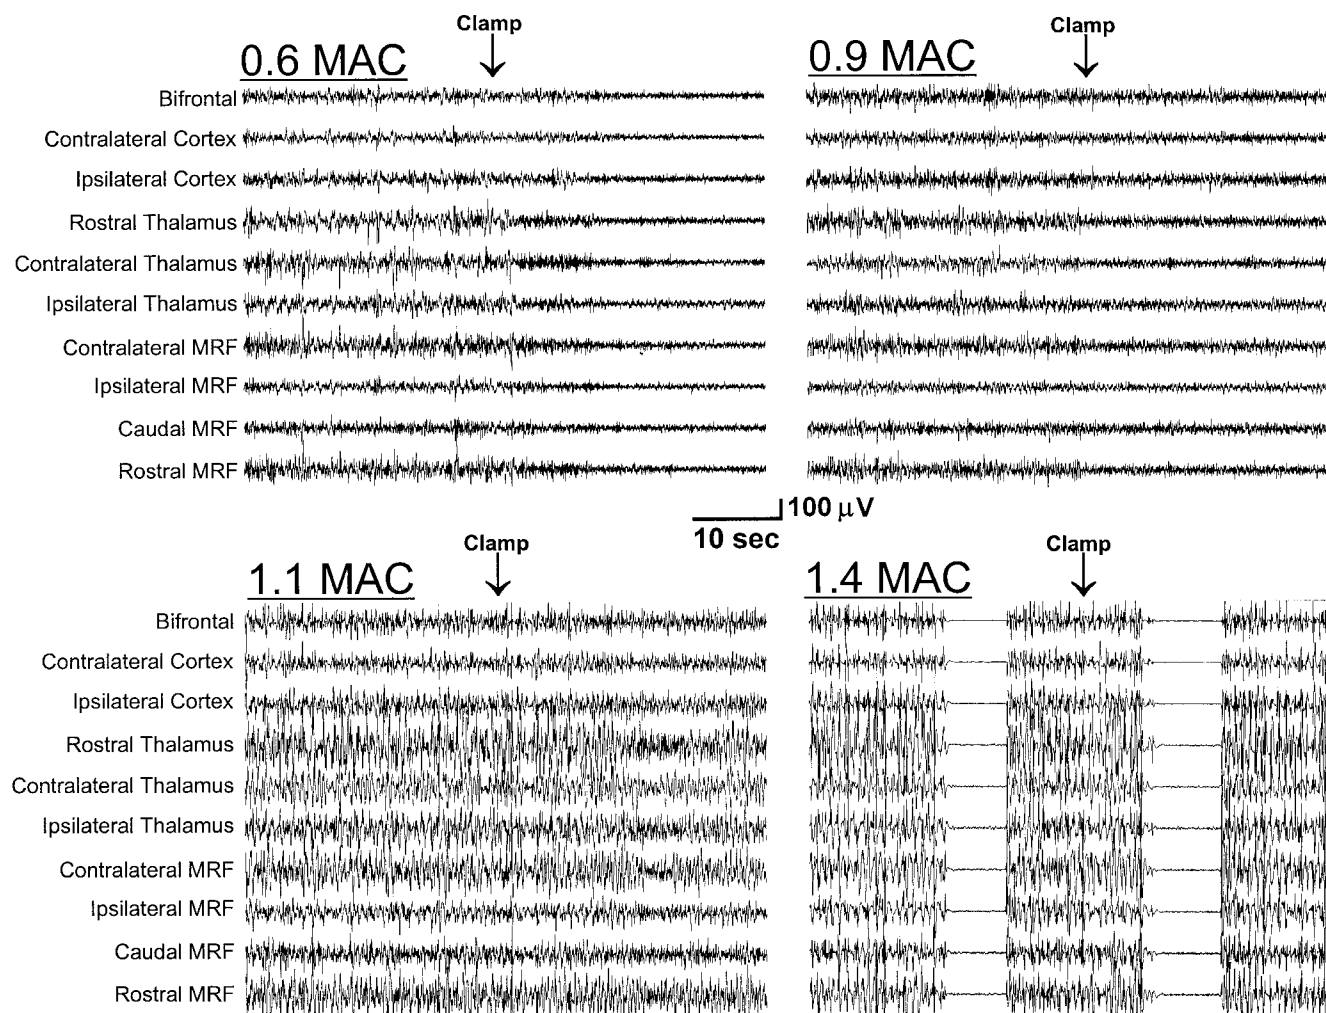 Clamp
Clamp
0.6 MAC
0.9 MAC
Bifrontal
Contralateral Cortex
Ipsilateral Cortex
Rostral Thalamus
Contralateral Thalamus
Ipsilateral Thalamus
Contralateral MRF
Ipsilateral MRF
Caudal MRF
Rostral MRF
100 µV
10 sec
Clamp
Clamp
1.1 MAC
1.4 MAC
Bifrontal
Contralateral Cortex
Ipsilateral Cortex
Rostral Thalamus
Contralateral Thalamus
Ipsilateral Thalamus
Contralateral MRF
Ipsilateral MRF
Caudal MRF
Rostral MRF